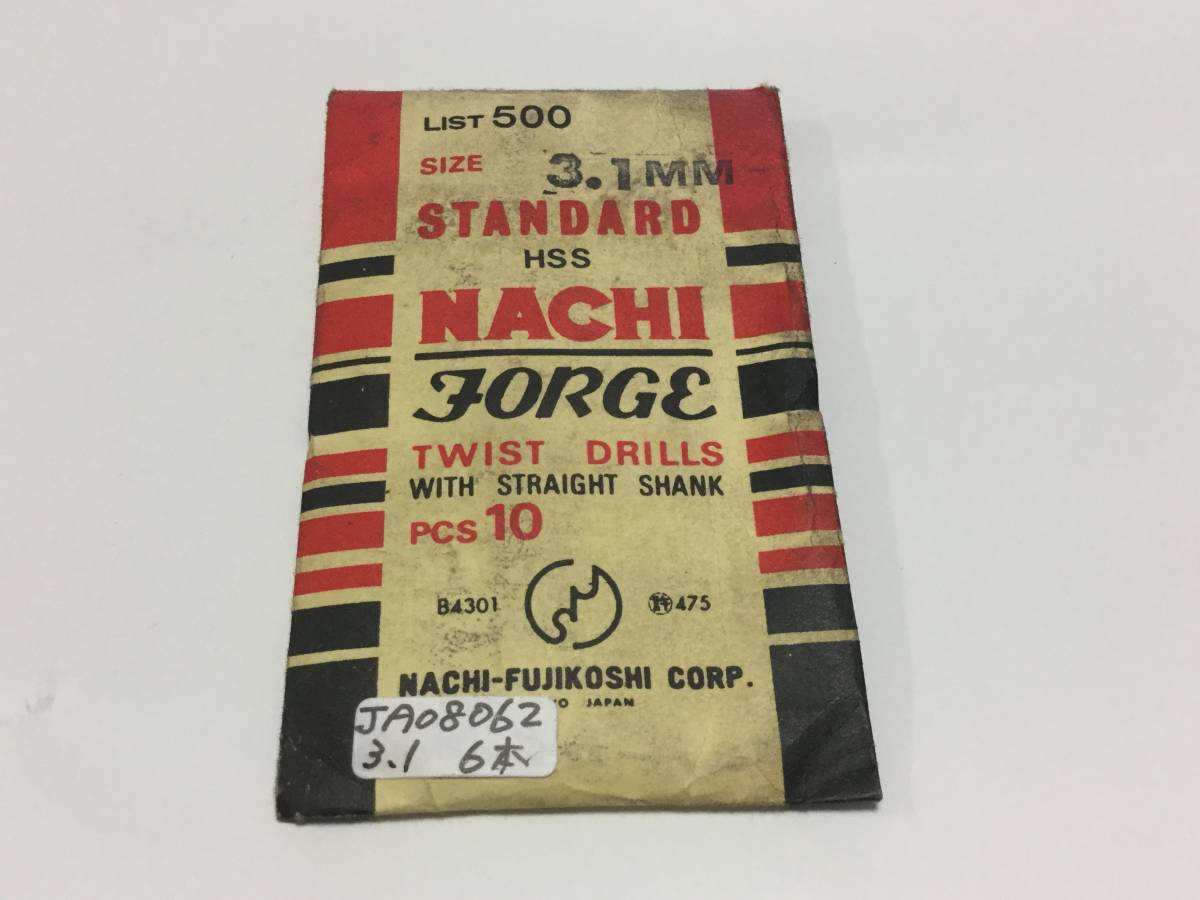 LIST 500
SIZE 3.1MM
STANDARD
HSS
NACHI
FORGE
TWIST DRILLS
WITH STRAIGHT SHANK
PCS 10
B4301 475
NACHI-FUJIKOSHI CORP.
JAPAN
JA08062
3.1 6本